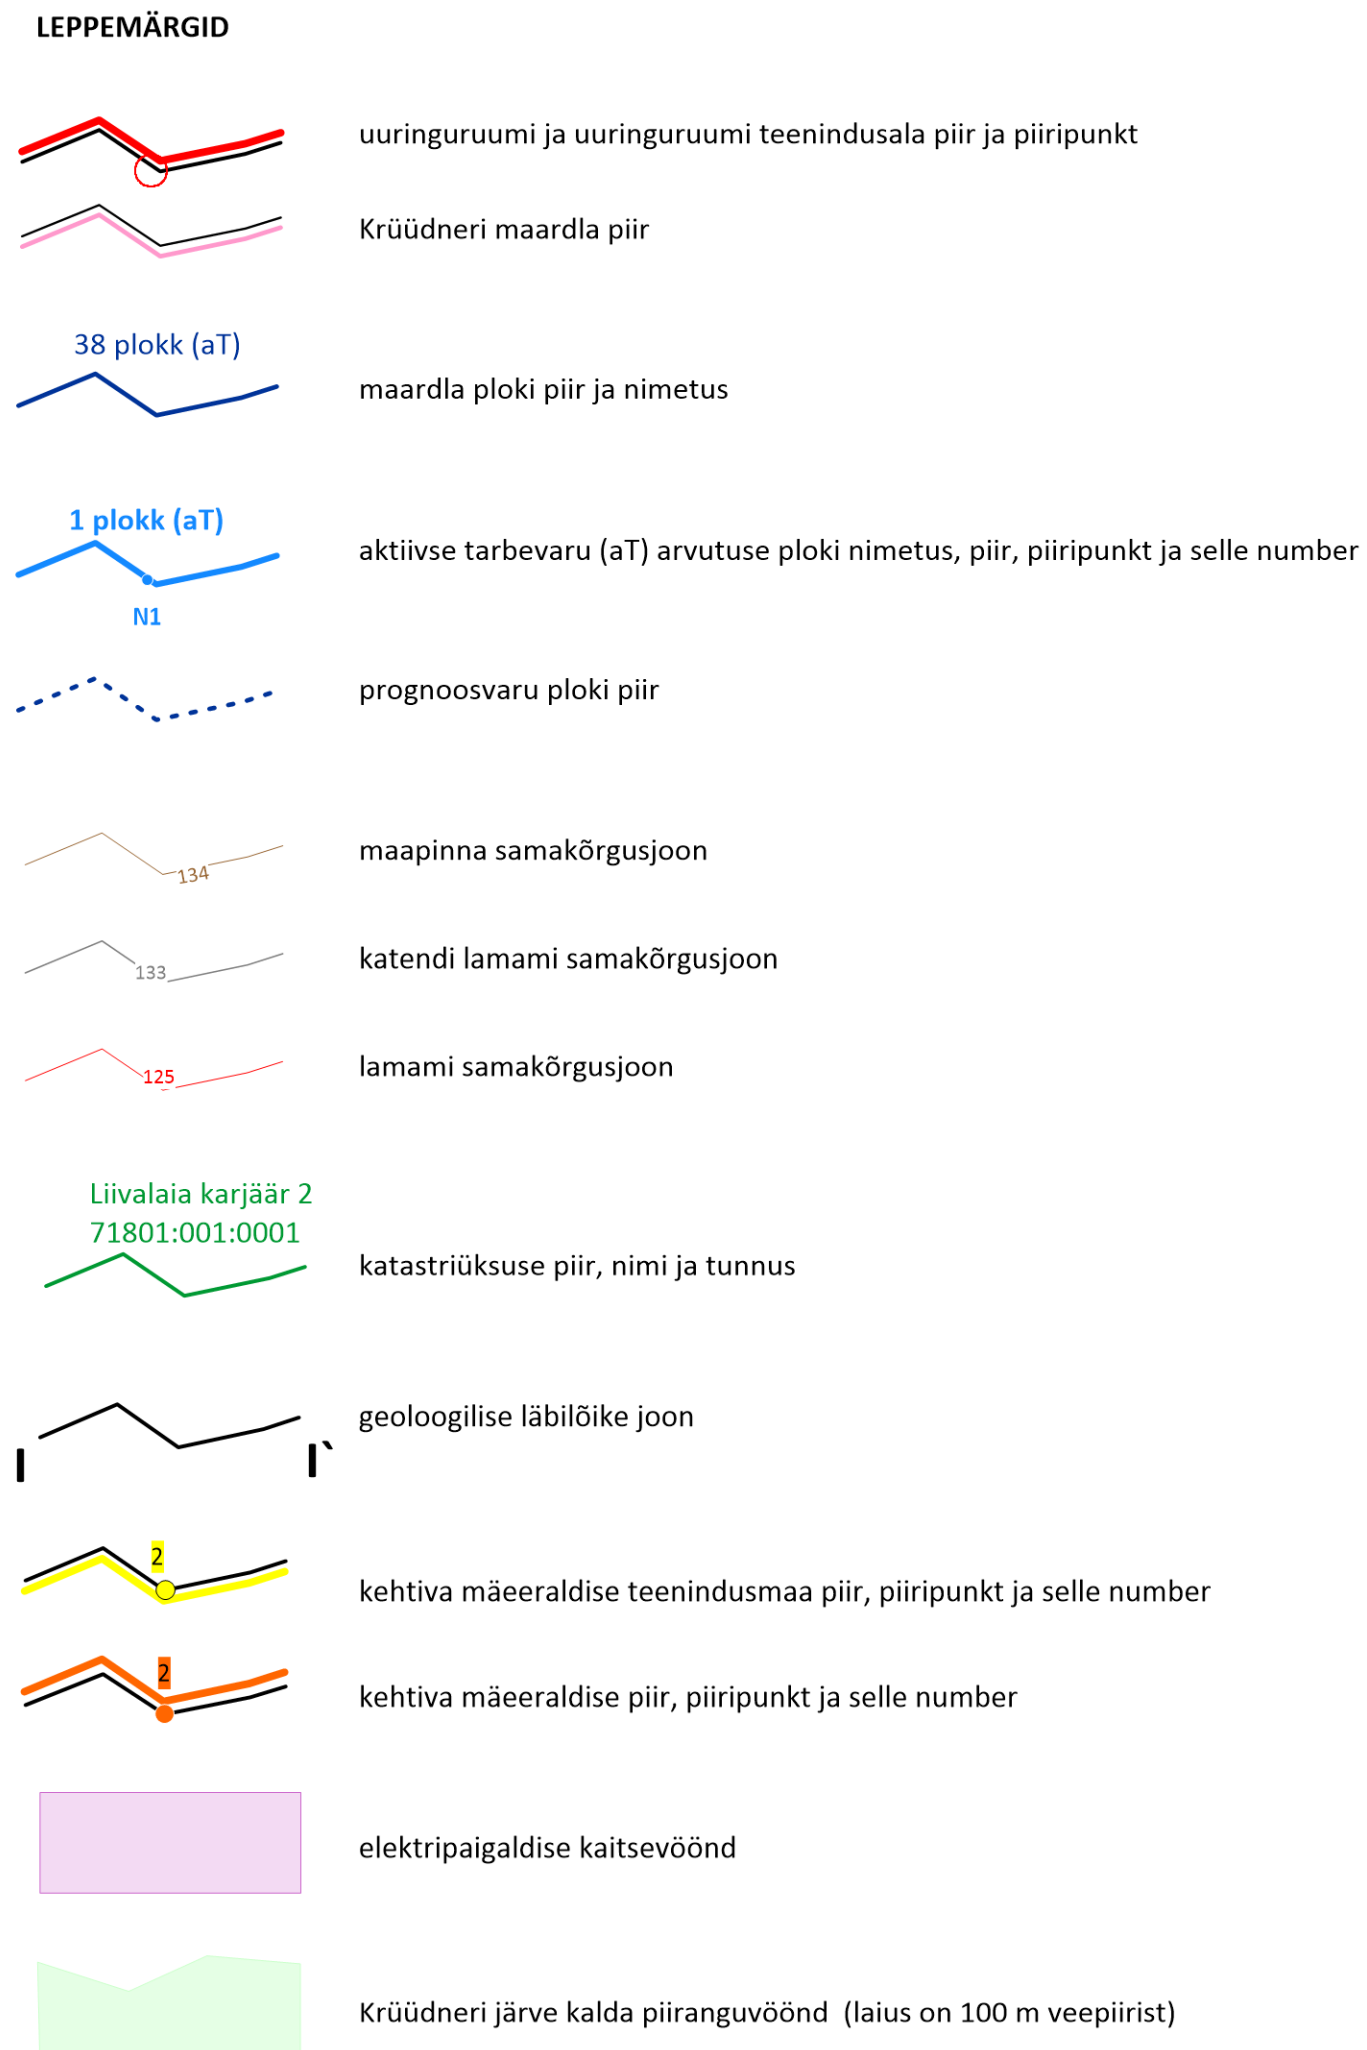 LEPPEMÄRGID
uuringuruumi ja uuringuruumi teenindusala piir ja piiripunkt
Krüüdneri maardla piir
38 plokk (aT)
maardla ploki piir ja nimetus
1 plokk (aT)
aktiivse tarbevaru (aT) arvutuse ploki nimetus, piir, piiripunkt ja selle number
N1
prognoosvaru ploki piir
maapinna samakõrgusjoon
134
katendi lamami samakõrgusjoon
133
lamami samakõrgusjoon
125
Liivalaia karjäär 2
71801:001:0001
katastriüksuse piir, nimi ja tunnus
geoloogilise läbilõike joon
I I`
2
kehtiva mäeeraldise teenindusmaa piir, piiripunkt ja selle number
2
kehtiva mäeeraldise piir, piiripunkt ja selle number
elektripaigaldise kaitsevöönd
Krüüdneri järve kalda piiranguvöönd (laius on 100 m veepiirist)